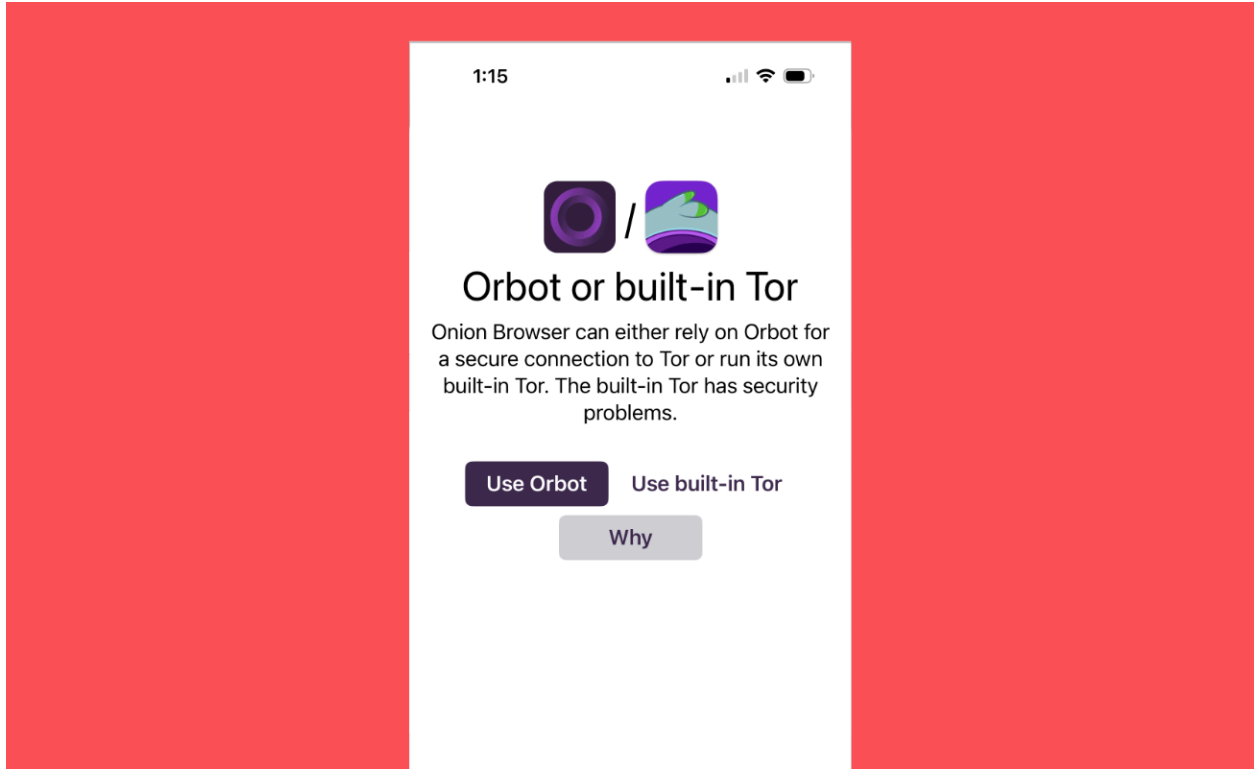 1:15
/
Orbot or built-in Tor
Onion Browser can either rely on Orbot for
a secure connection to Tor or run its own
built-in Tor. The built-in Tor has security
problems.
Use Orbot Use built-in Tor
Why